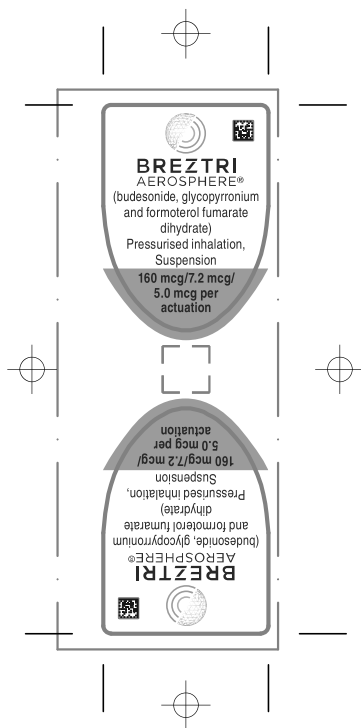 BREZTRI
AEROSPHERE®
(budesonide, glycopyrronium
and formoterol fumarate
dihydrate)
Pressurised inhalation,
Suspension
160 mcg/7.2 mcg/
5.0 mcg per
actuation
BREZTRI
AEROSPHERE®
(budesonide, glycopyrronium
and formoterol fumarate
dihydrate)
Pressurised inhalation,
Suspension
160 mcg/7.2 mcg/
5.0 mcg per
actuation